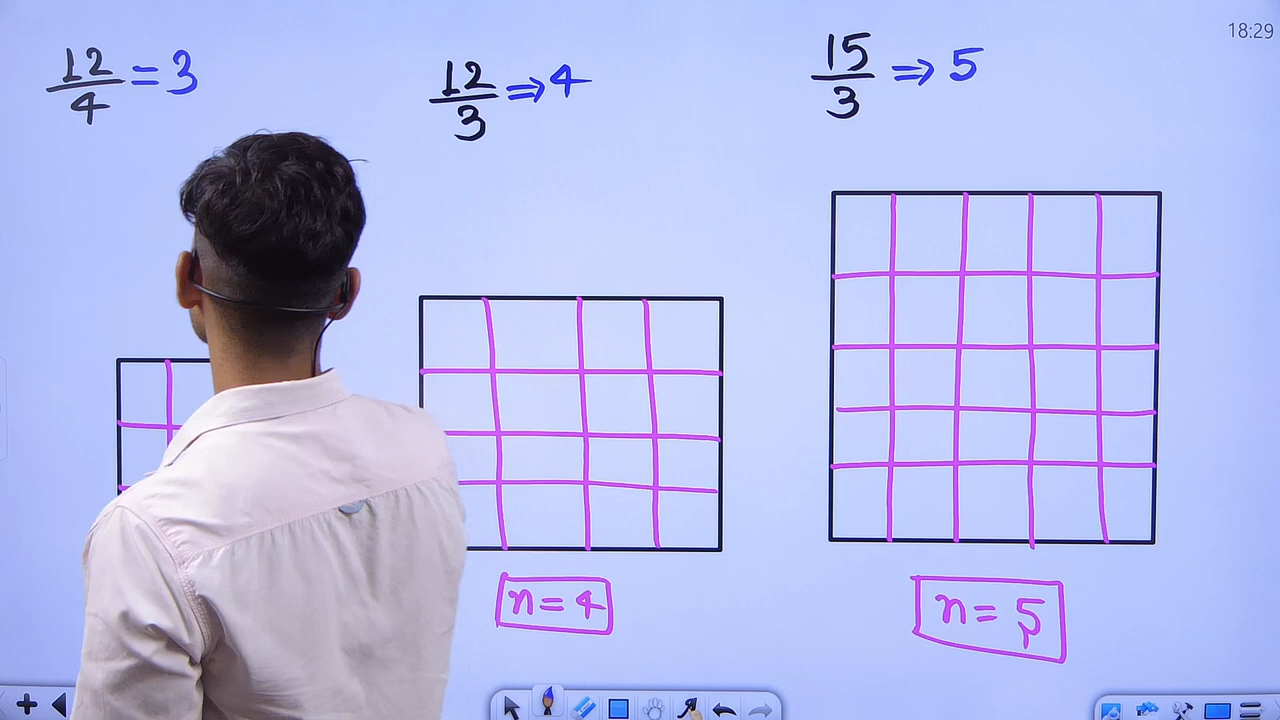 18:29
12/4 = 3
12/3 ⇒ 4
15/3 ⇒ 5
n = 4
n = 5